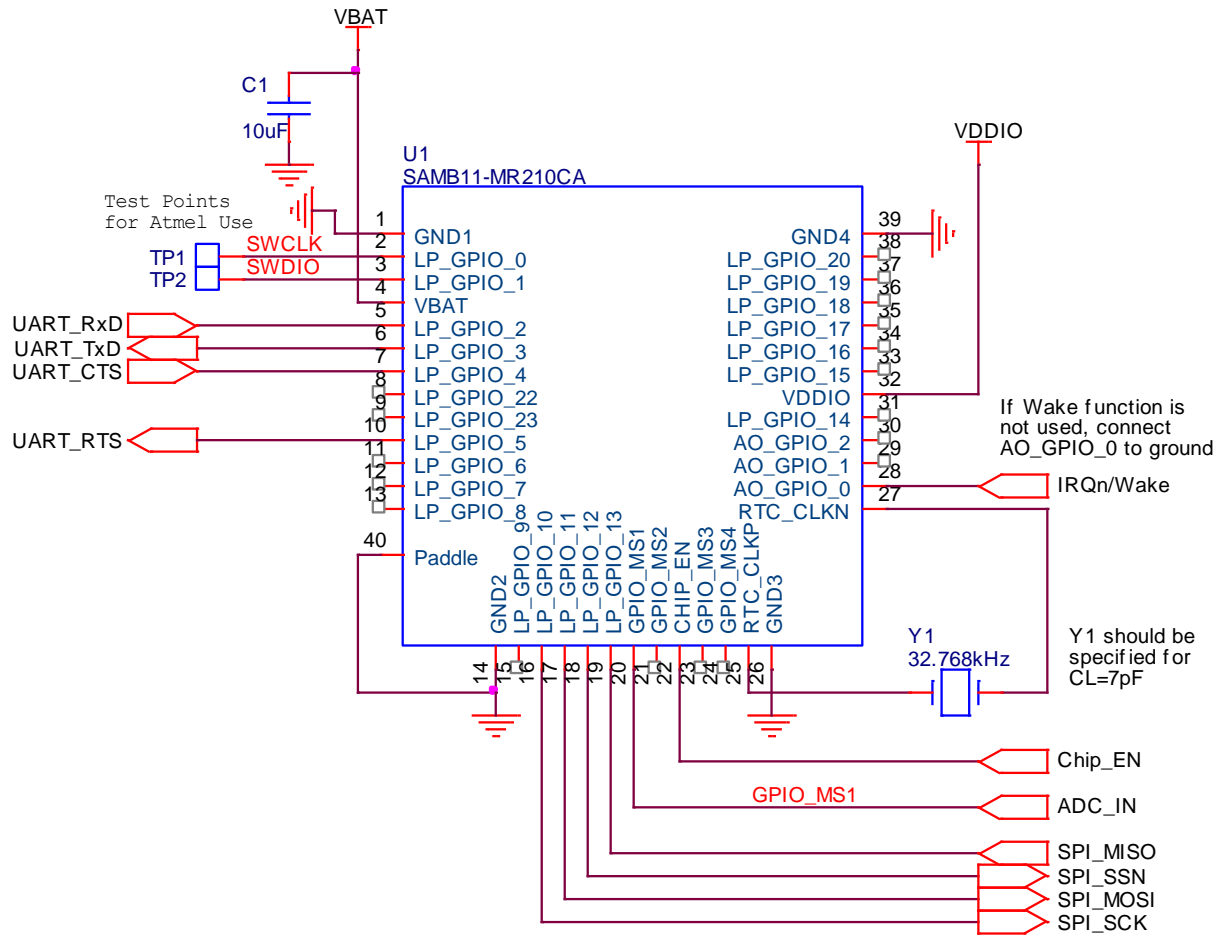 VBAT
C1
10uF
VDDIO
U1
SAMB11-MR210CA
Test Points
for Atmel Use
TP1
SWCLK
TP2
SWDIO
UART_RxD
UART_TxD
UART_CTS
UART_RTS
1
GND1
2
LP_GPIO_0
3
LP_GPIO_1
4
VBAT
5
LP_GPIO_2
6
LP_GPIO_3
7
LP_GPIO_4
8
LP_GPIO_22
9
LP_GPIO_23
10
LP_GPIO_5
11
LP_GPIO_6
12
LP_GPIO_7
13
LP_GPIO_8
40
Paddle
39
GND4
38
LP_GPIO_20
37
LP_GPIO_19
36
LP_GPIO_18
35
LP_GPIO_17
34
LP_GPIO_16
33
LP_GPIO_15
32
VDDIO
31
LP_GPIO_14
30
AO_GPIO_2
29
AO_GPIO_1
28
AO_GPIO_0
27
RTC_CLKN
If Wake function is
not used, connect
AO_GPIO_0 to ground
IRQn/Wake
GND2
LP_GPIO_9
LP_GPIO_10
LP_GPIO_11
LP_GPIO_12
LP_GPIO_13
GPIO_MS1
GPIO_MS2
CHIP_EN
GPIO_MS3
GPIO_MS4
RTC_CLKP
GND3
14
15
16
17
18
19
20
21
22
23
24
25
26
Y1
32.768kHz
Y1 should be
specified for
CL=7pF
Chip_EN
GPIO_MS1
ADC_IN
SPI_MISO
SPI_SSN
SPI_MOSI
SPI_SCK